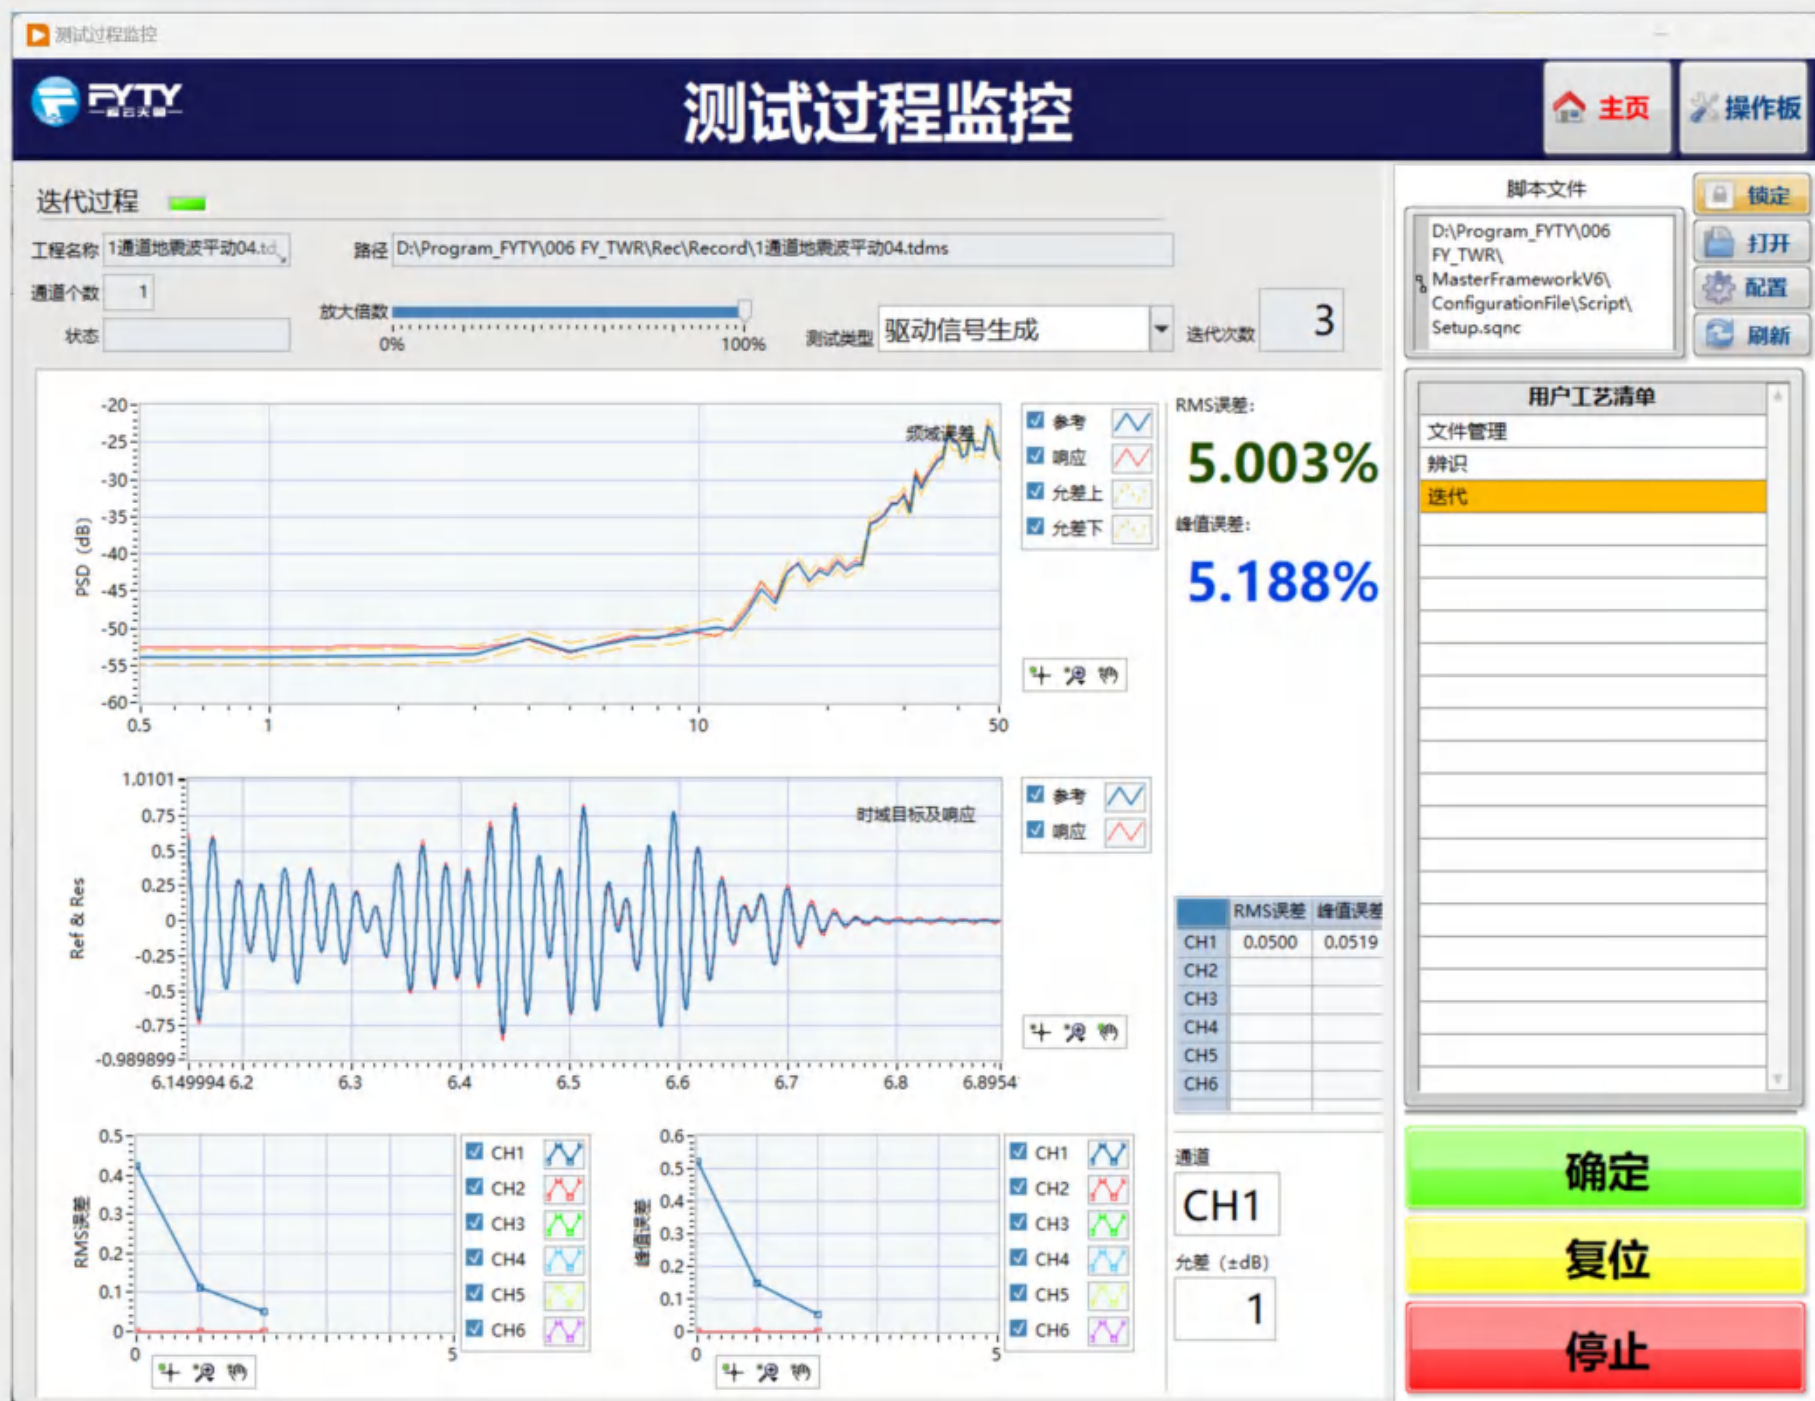 测试过程监控
FYTY
测试过程监控
主页
操作板
迭代过程
工程名称 1通道地震波平动04.td
路径 D:\Program_FYTY\006 FY_TWR\Rec\Record\1通道地震波平动04.tdms
通道个数 1
状态
放大倍数
0% 100%
测试类型 驱动信号生成
迭代次数 3
脚本文件
D:\Program_FYTY\006
FY_TWR\
MasterFrameworkV6\
ConfigurationFile\Script\
Setup.sqnc
锁定
打开
配置
刷新
用户工艺清单
文件管理
辨识
迭代
频域误差
PSD (dB)
-20
-25
-30
-35
-40
-45
-50
-55
-60
0.5 1 10 50
参考
响应
允差上
允差下
RMS误差:
5.003%
峰值误差:
5.188%
时域目标及响应
Ref & Res
1.0101
0.75
0.5
0.25
0
-0.25
-0.5
-0.75
-0.989899
6.149994 6.2 6.3 6.4 6.5 6.6 6.7 6.8 6.8954
参考
响应
RMS误差 峰值误差
CH1 0.0500 0.0519
CH2
CH3
CH4
CH5
CH6
RMS误差
0.5
0.4
0.3
0.2
0.1
0
0 5
CH1
CH2
CH3
CH4
CH5
CH6
峰值误差
0.6
0.5
0.4
0.3
0.2
0.1
0
0 5
CH1
CH2
CH3
CH4
CH5
CH6
通道
CH1
允差 (±dB)
1
确定
复位
停止